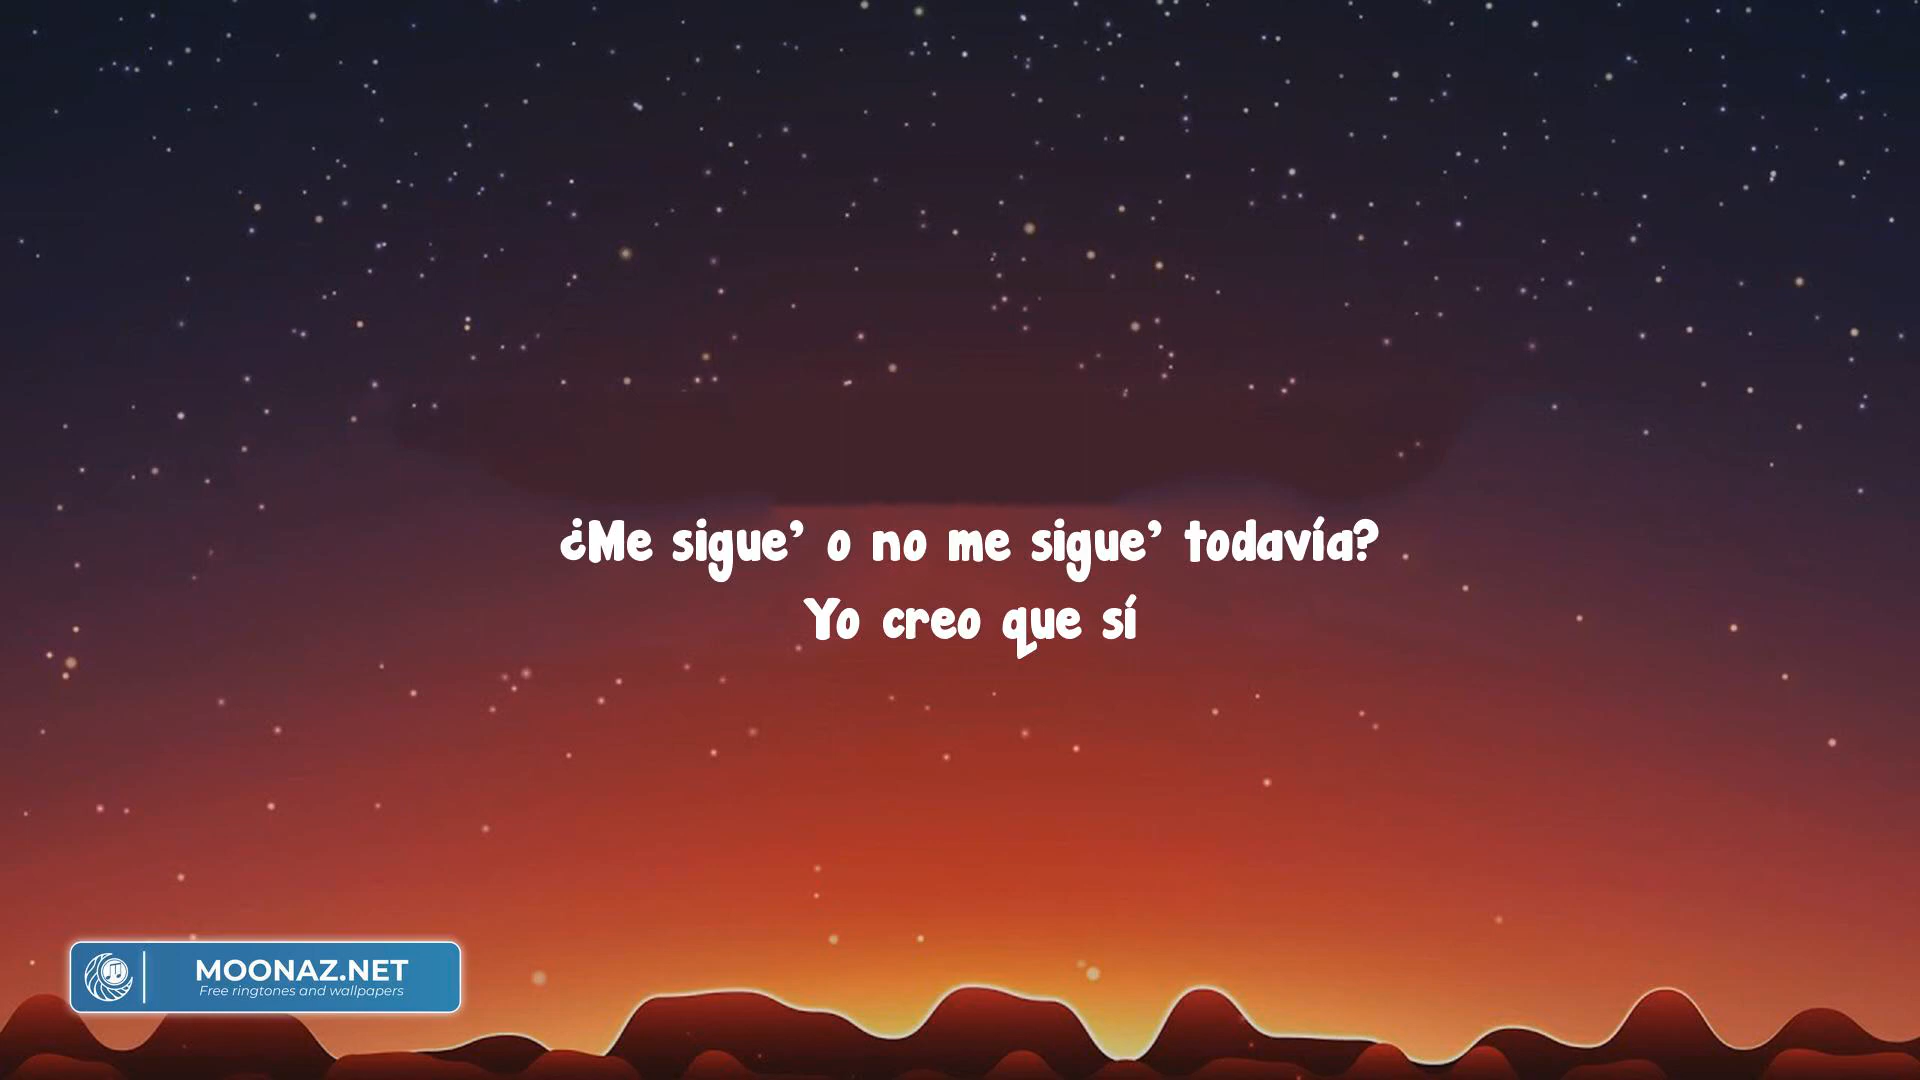 ¿Me sigue’ o no me sigue’ todavía?
Yo creo que sí
MOONAZ.NET
Free ringtones and wallpapers